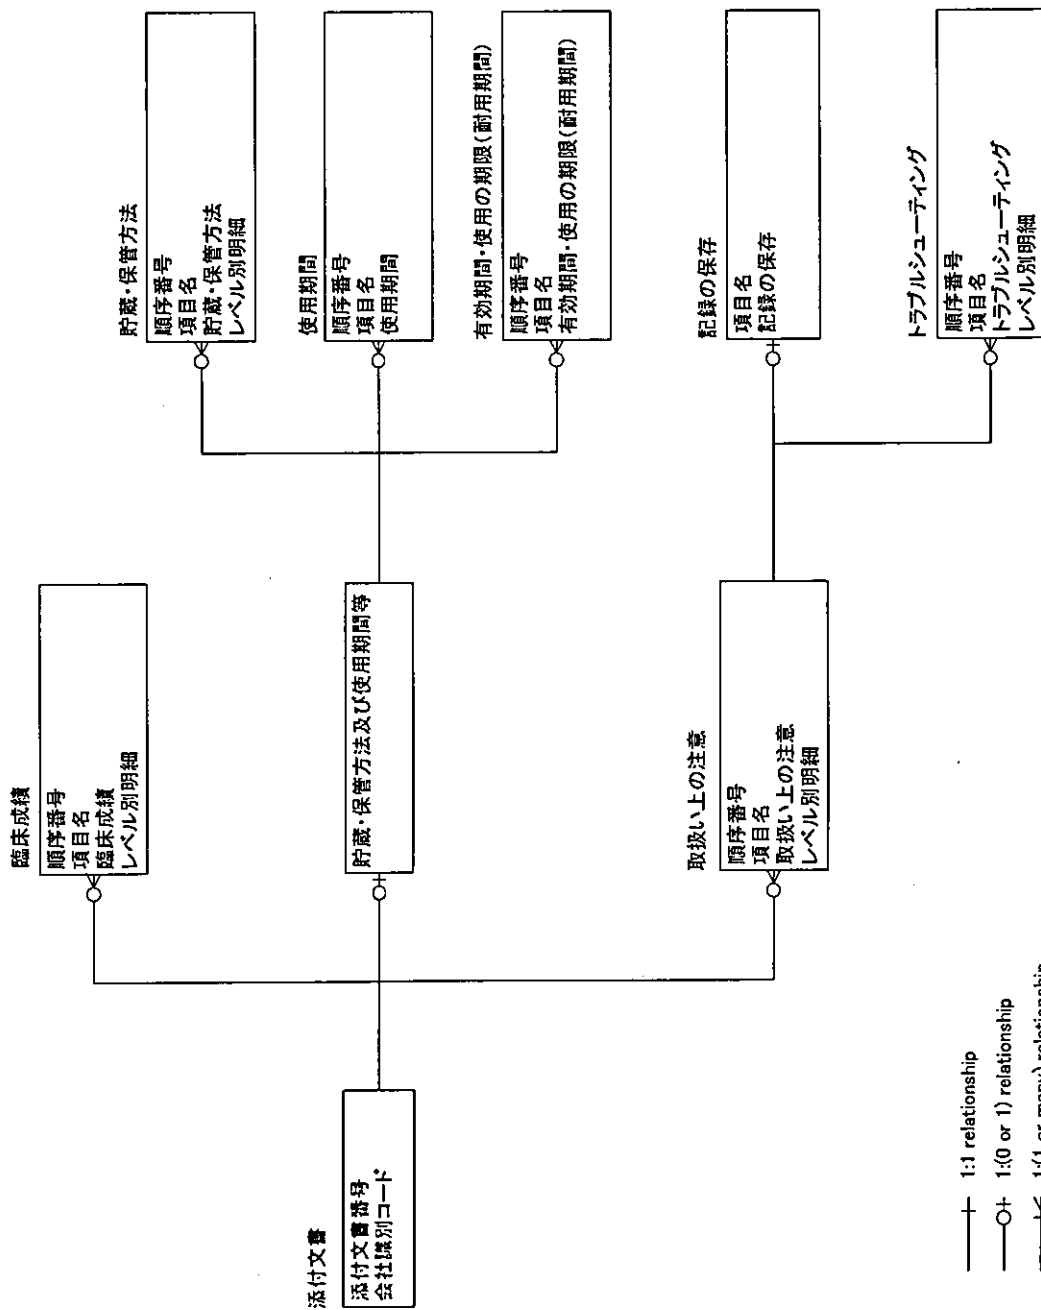 添付文書
添付文書番号
会社識別コード
臨床成績
順序番号
項目名
臨床成績
レベル別明細
貯蔵・保管方法及び使用期間等
取扱い上の注意
順序番号
項目名
取扱い上の注意
レベル別明細
貯蔵・保管方法
順序番号
項目名
貯蔵・保管方法
レベル別明細
使用期間
順序番号
項目名
使用期間
有効期間・使用の期限(耐用期間)
順序番号
項目名
有効期間・使用の期限(耐用期間)
記録の保存
項目名
記録の保存
トラブルシューティング
順序番号
項目名
トラブルシューティング
レベル別明細
1:1 relationship
1:(0 or 1) relationship
1:(1 or many) relationship